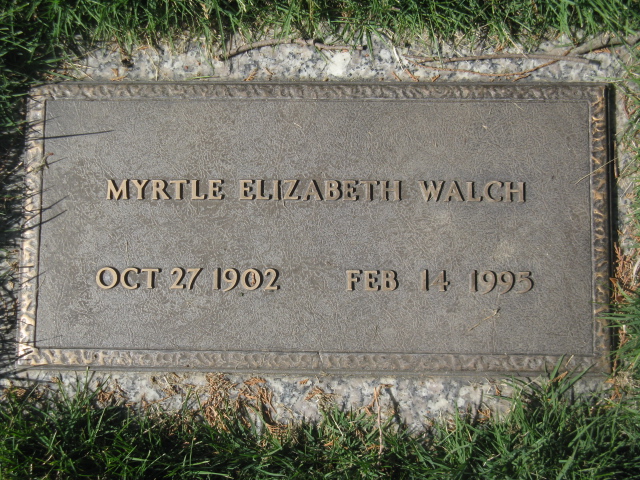 MYRTLE ELIZABETH WALCH
OCT 27 1902 FEB 14 1995